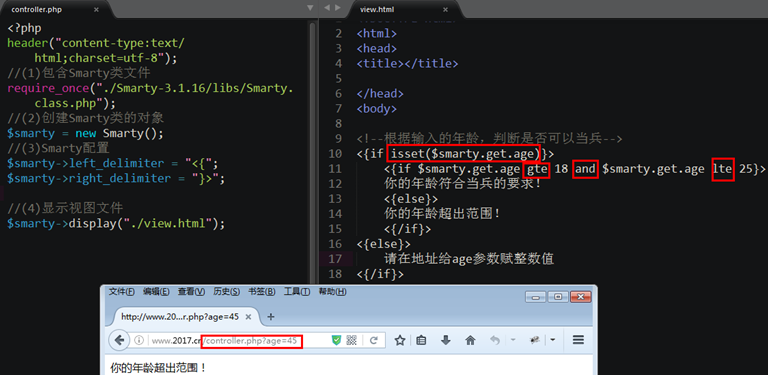 controller.php
<?php
header("content-type:text/
html;charset=utf-8");
//(1)包含Smarty类文件
require_once("./Smarty-3.1.16/libs/Smarty.
class.php");
//(2)创建Smarty类的对象
$smarty = new Smarty();
//(3)Smarty配置
$smarty->left_delimiter = "<{";
$smarty->right_delimiter = "}>";
//(4)显示视图文件
$smarty->display("./view.html");
view.html
2 <html>
3 <head>
4 <title></title>
5
6 </head>
7 <body>
8
9 <!--根据输入的年龄，判断是否可以当兵-->
10 <{if isset($smarty.get.age)}>
11 <{if $smarty.get.age gte 18 and $smarty.get.age lte 25}>
12 你的年龄符合当兵的要求！
13 <{else}>
14 你的年龄超出范围！
15 <{/if}>
16 <{else}>
17 请在地址给age参数赋整数值
18 <{/if}>
文件(F) 编辑(E) 查看(V) 历史(S) 书签(B) 工具(T) 帮助(H)
http://www.20...r.php?age=45
www.2017.cn/controller.php?age=45
你的年龄超出范围！